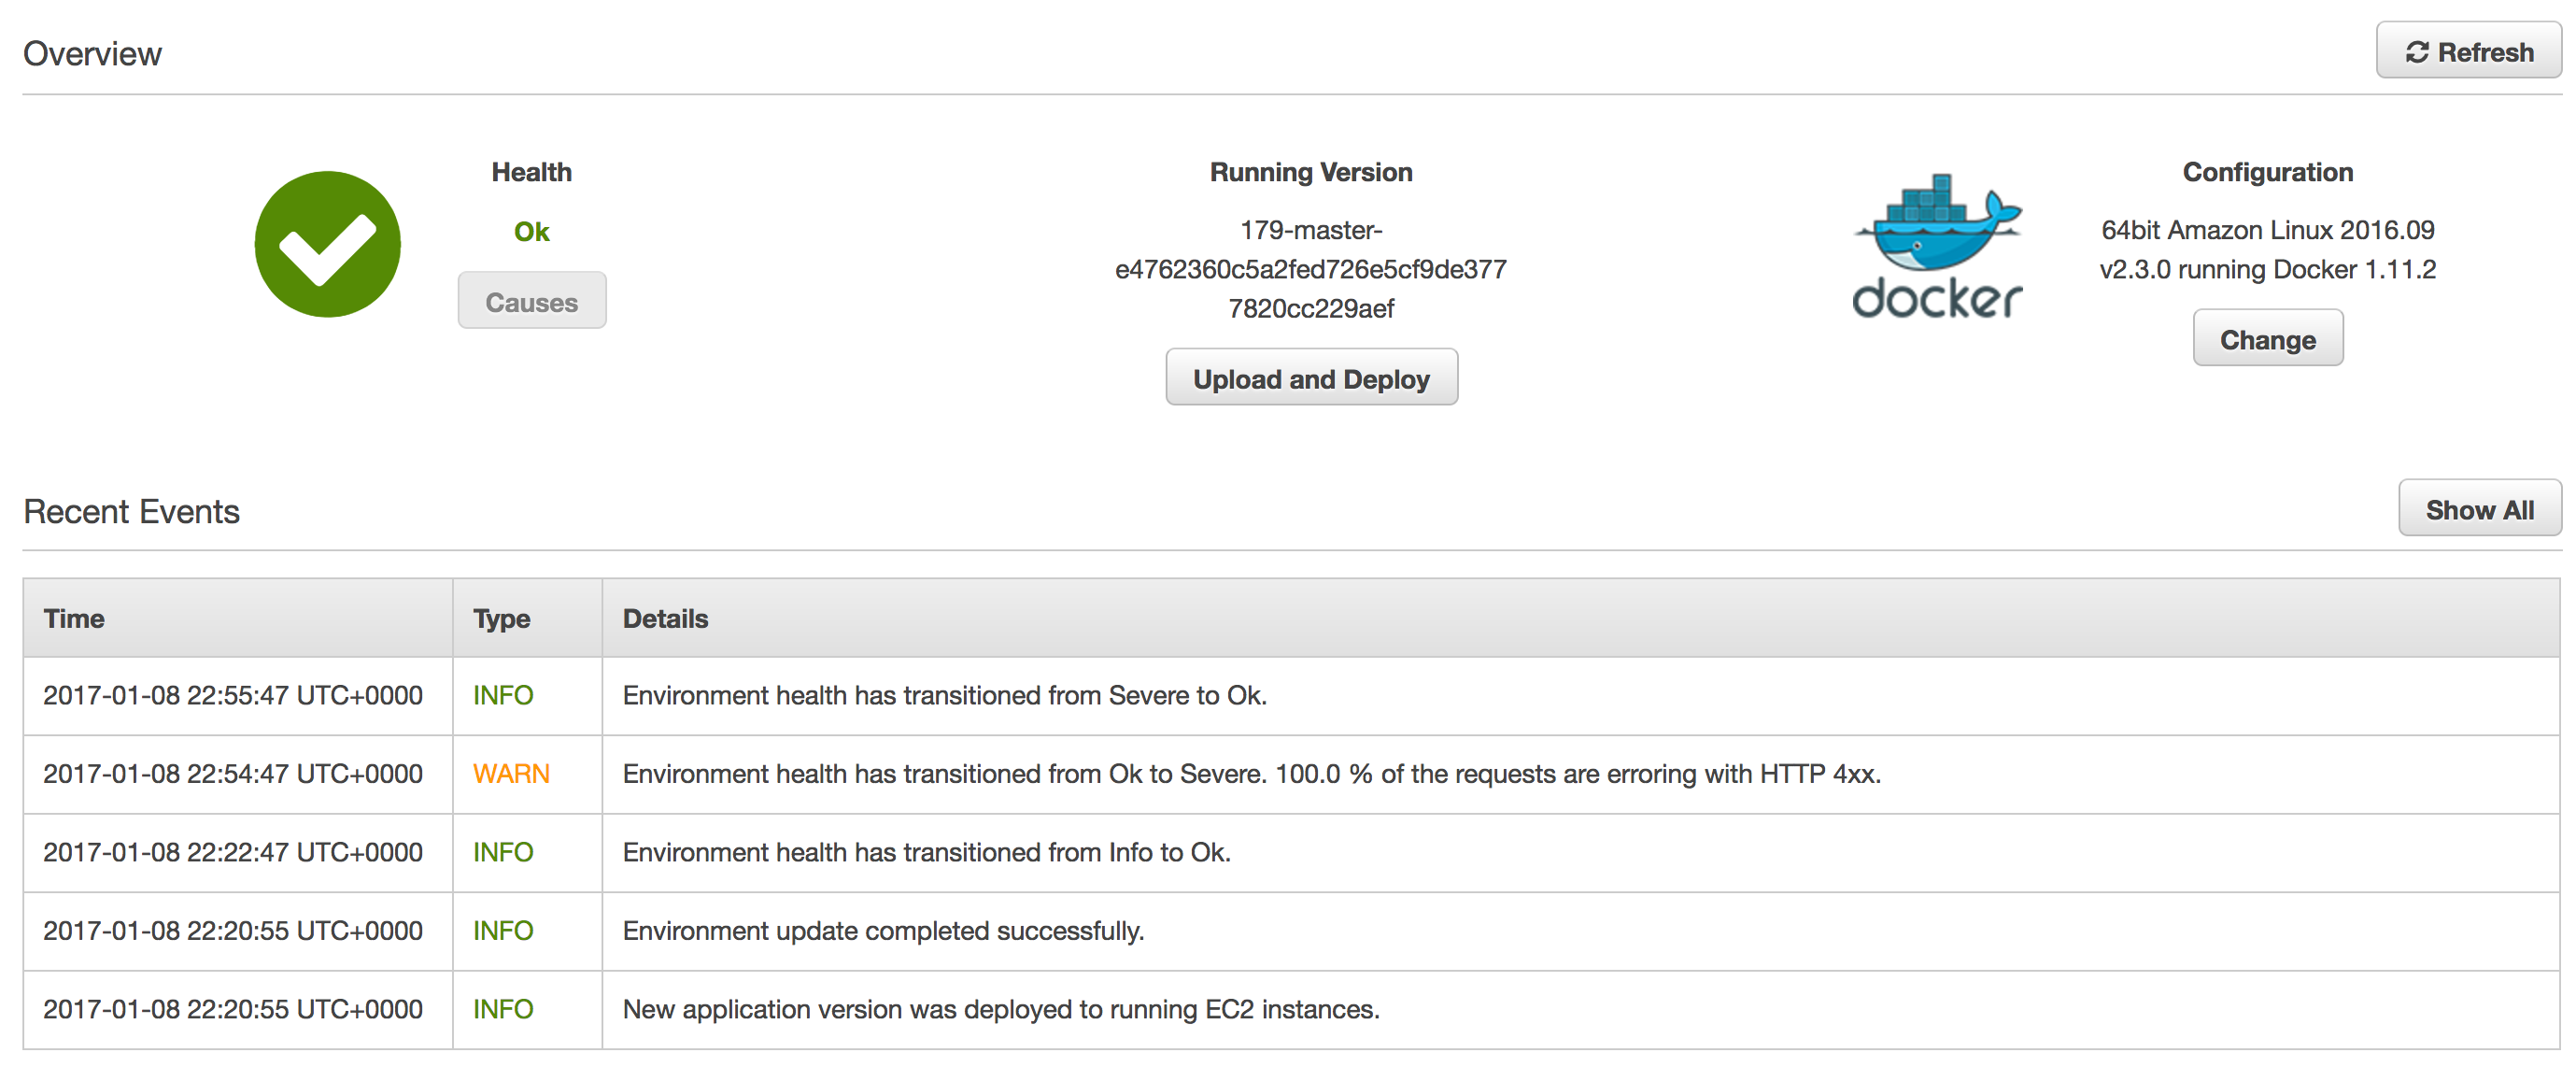 Overview
Refresh
Health
Ok
Causes
Running Version
179-master-
e4762360c5a2fed726e5cf9de377
7820cc229aef
Upload and Deploy
docker
Configuration
64bit Amazon Linux 2016.09
v2.3.0 running Docker 1.11.2
Change
Recent Events
Show All
Time Type Details
2017-01-08 22:55:47 UTC+0000 INFO Environment health has transitioned from Severe to Ok.
2017-01-08 22:54:47 UTC+0000 WARN Environment health has transitioned from Ok to Severe. 100.0 % of the requests are erroring with HTTP 4xx.
2017-01-08 22:22:47 UTC+0000 INFO Environment health has transitioned from Info to Ok.
2017-01-08 22:20:55 UTC+0000 INFO Environment update completed successfully.
2017-01-08 22:20:55 UTC+0000 INFO New application version was deployed to running EC2 instances.